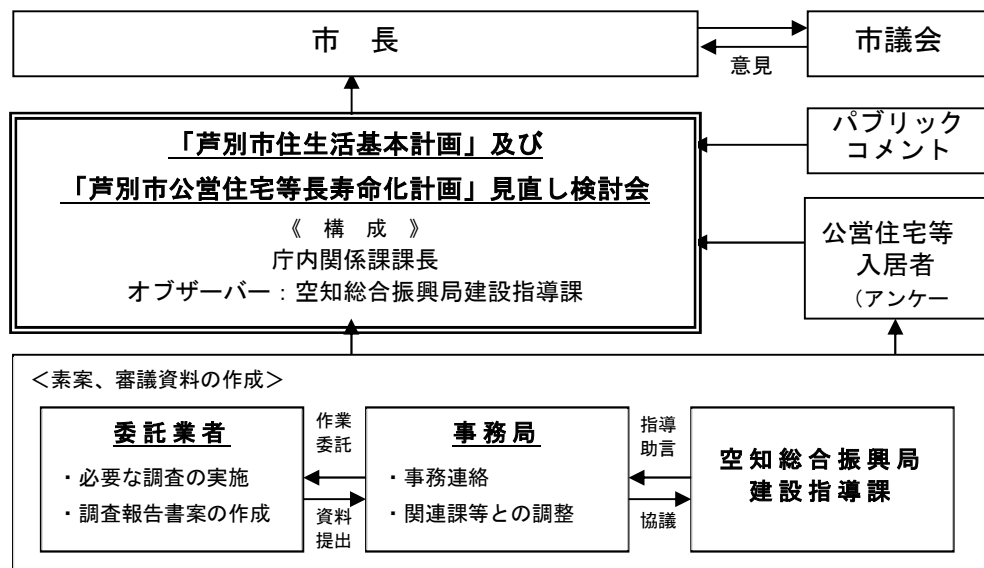 市　長
市議会
意見
「芦別市住生活基本計画」及び
「芦別市公営住宅等長寿命化計画」見直し検討会
《　構　成　》
庁内関係課課長
オブザーバー：空知総合振興局建設指導課
パブリック
コメント
公営住宅等
入居者
（アンケー
＜素案、審議資料の作成＞
委託業者
・必要な調査の実施
・調査報告書案の作成
作業
委託
資料
提出
事務局
・事務連絡
・関連課等との調整
指導
助言
協議
空知総合振興局
建設指導課